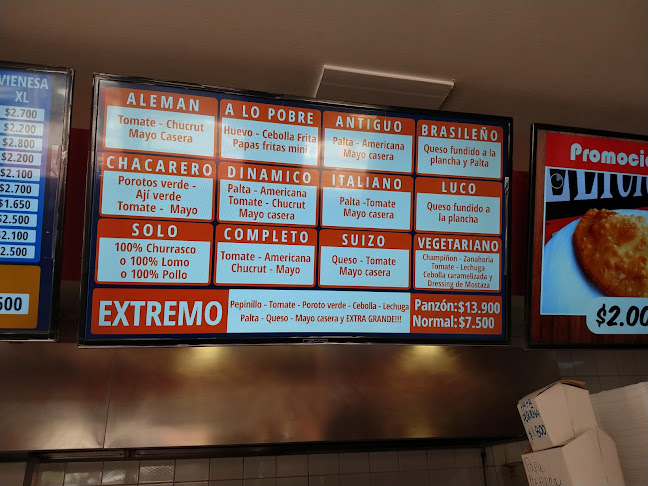 VIENESA
XL
$2.700
$2.200
$2.800
$2.200
$2.100
$2.700
$1.650
$2.500
$2.100
2.500
500
ALEMAN
Tomate - Chucrut
Mayo Casera
A LO POBRE
Huevo - Cebolla Frita
Papas fritas mini
ANTIGUO
Palta - Americana
Mayo casera
BRASILEÑO
Queso fundido a la
plancha y Palta
CHACARERO
Porotos verde -
Ají verde
Tomate - Mayo
DINAMICO
Palta - Americana
Tomate - Chucrut
Mayo casera
ITALIANO
Palta -Tomate
Mayo casera
LUCO
Queso fundido a
la plancha
SOLO
100% Churrasco
o 100% Lomo
o 100% Pollo
COMPLETO
Tomate - Americana
Chucrut - Mayo
SUIZO
Queso - Tomate
Mayo casera
VEGETARIANO
Champiñon - Zanahoria
Tomate - Lechuga
Cebolla caramelizada y
Dressing de Mostaza
EXTREMO
Pepinillo - Tomate - Poroto verde - Cebolla - Lechuga
Palta - Queso - Mayo casera y EXTRA GRANDE!!!
Panzón:$13.900
Normal:$7.500
Promocio
$2.00